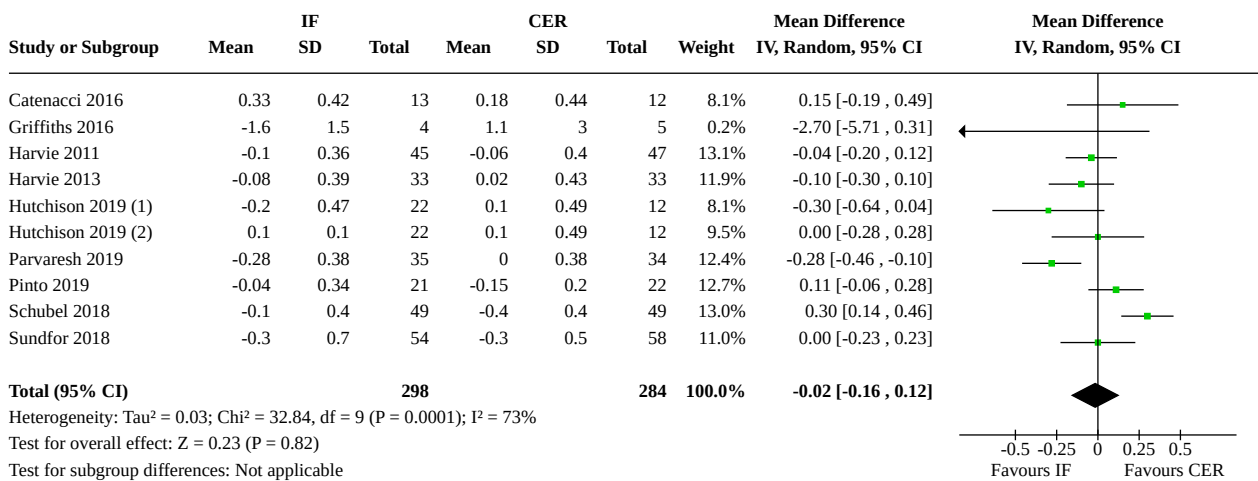 IF CER Mean Difference Mean Difference
Study or Subgroup Mean SD Total Mean SD Total Weight IV, Random, 95% CI IV, Random, 95% CI
Catenacci 2016 0.33 0.42 13 0.18 0.44 12 8.1% 0.15 [-0.19 , 0.49]
Griffiths 2016 -1.6 1.5 4 1.1 3 5 0.2% -2.70 [-5.71 , 0.31]
Harvie 2011 -0.1 0.36 45 -0.06 0.4 47 13.1% -0.04 [-0.20 , 0.12]
Harvie 2013 -0.08 0.39 33 0.02 0.43 33 11.9% -0.10 [-0.30 , 0.10]
Hutchison 2019 (1) -0.2 0.47 22 0.1 0.49 12 8.1% -0.30 [-0.64 , 0.04]
Hutchison 2019 (2) 0.1 0.1 22 0.1 0.49 12 9.5% 0.00 [-0.28 , 0.28]
Parvaresh 2019 -0.28 0.38 35 0 0.38 34 12.4% -0.28 [-0.46 , -0.10]
Pinto 2019 -0.04 0.34 21 -0.15 0.2 22 12.7% 0.11 [-0.06 , 0.28]
Schubel 2018 -0.1 0.4 49 -0.4 0.4 49 13.0% 0.30 [0.14 , 0.46]
Sundfor 2018 -0.3 0.7 54 -0.3 0.5 58 11.0% 0.00 [-0.23 , 0.23]
Total (95% CI) 298 284 100.0% -0.02 [-0.16 , 0.12]
Heterogeneity: Tau² = 0.03; Chi² = 32.84, df = 9 (P = 0.0001); I² = 73%
Test for overall effect: Z = 0.23 (P = 0.82)
Test for subgroup differences: Not applicable
-0.5 -0.25 0 0.25 0.5
Favours IF Favours CER